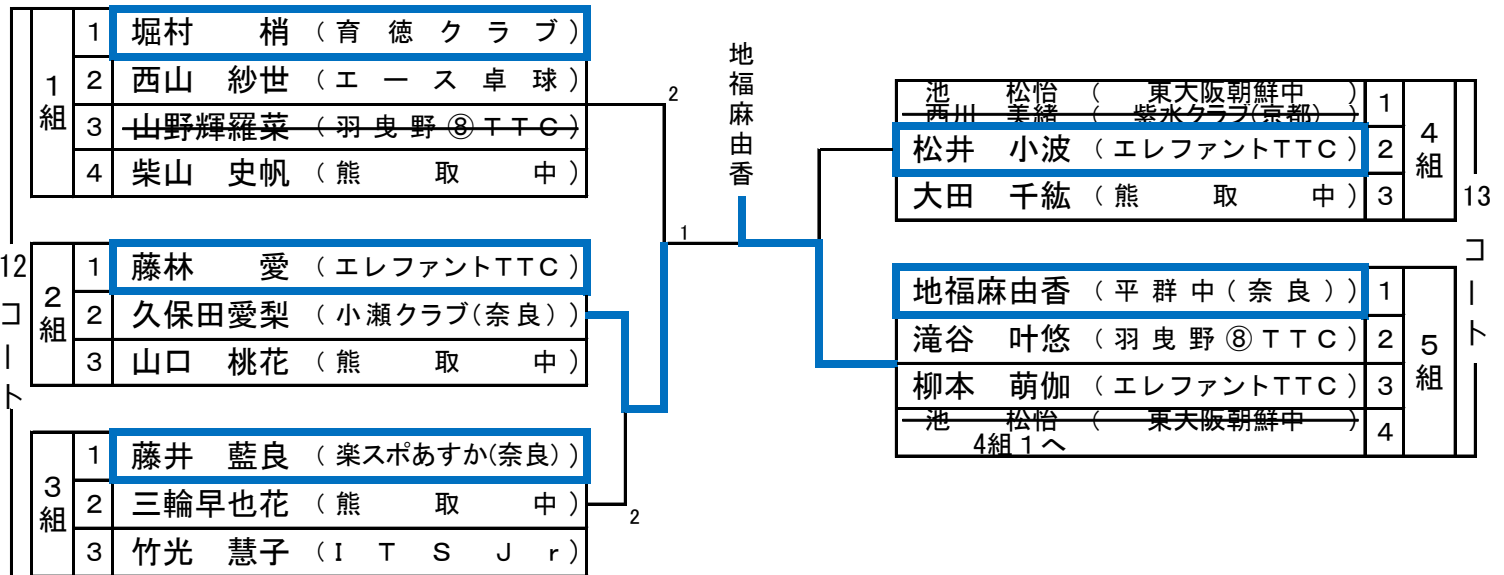 12コート
1組
1 堀村 梢 (育徳クラブ)
2 西山 紗世 (エース卓球)
3 山野輝羅菜 (羽曳野⑧TTC)
4 柴山 史帆 (熊取中)
2組
1 藤林 愛 (エレファントTTC)
2 久保田愛梨 (小瀬クラブ(奈良))
3 山口 桃花 (熊取中)
3組
1 藤井 藍良 (楽スポあすか(奈良))
2 三輪早也花 (熊取中)
3 竹光 慧子 (ITSJr)
2
1
2
地福麻由香
13コート
4組
池 松怡 (東大阪朝鮮中) 1
西川 美緒 (紫水クラブ(京都))
松井 小波 (エレファントTTC) 2
大田 千紘 (熊取中) 3
5組
地福麻由香 (平群中(奈良)) 1
滝谷 叶悠 (羽曳野⑧TTC) 2
柳本 萌伽 (エレファントTTC) 3
池 松怡 (東大阪朝鮮中) 4
4組1へ